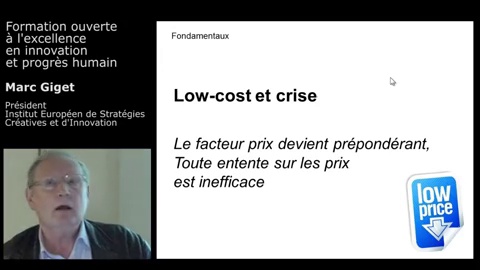 Formation ouverte
à l'excellence
en innovation
et progrès humain
Marc Giget
Président
Institut Européen de Stratégies
Créatives et d'Innovation
Fondamentaux
Low-cost et crise
Le facteur prix devient prépondérant,
Toute entente sur les prix
est inefficace
low
price